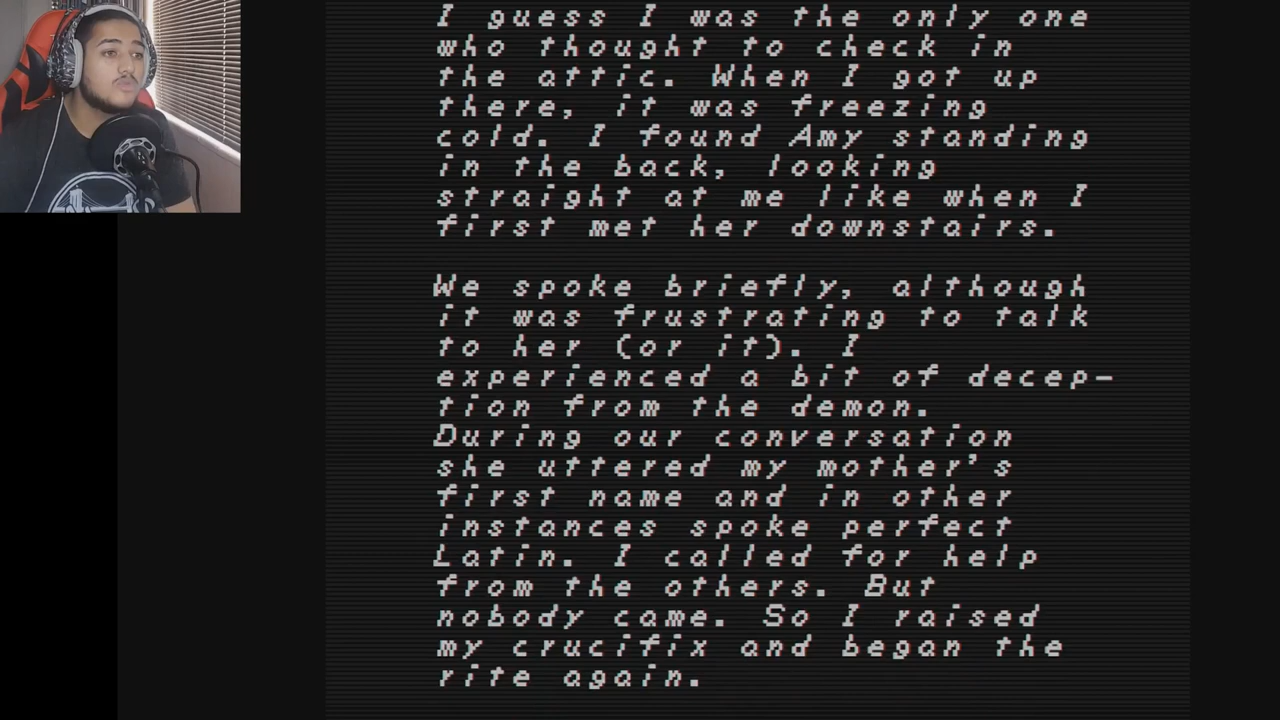 I guess I was the only one
who thought to check in
the attic. When I got up
there, it was freezing
cold. I found Amy standing
in the back, looking
straight at me like when I
first met her downstairs.
We spoke briefly, although
it was frustrating to talk
to her (or it). I
experienced a bit of decep-
tion from the demon.
During our conversation
she uttered my mother's
first name and in other
instances spoke perfect
Latin. I called for help
from the others. But
nobody came. So I raised
my crucifix and began the
rite again.